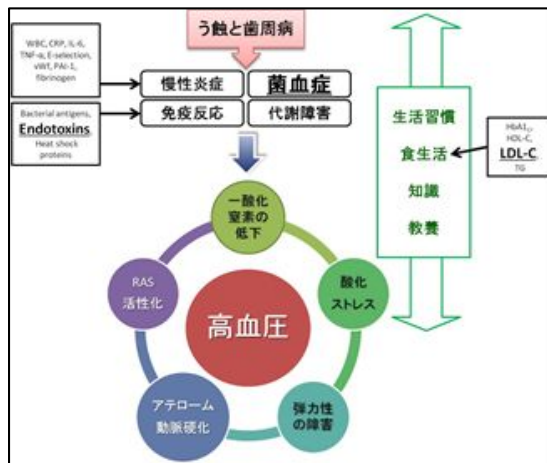 う蝕と歯周病
WBC, CRP, IL-6,
TNF-α, E-selection,
vWf, PAI-1,
fibrinogen
慢性炎症
菌血症
免疫反応
代謝障害
Bacterial antigens,
Endotoxins
Heat shock
proteins
生活習慣
食生活
知識
教養
HbA1c,
HDL-C,
LDL-C
TG
一酸化
窒素の
低下
酸化
ストレス
弾力性
の障害
アテローム
動脈硬化
RAS
活性化
高血圧